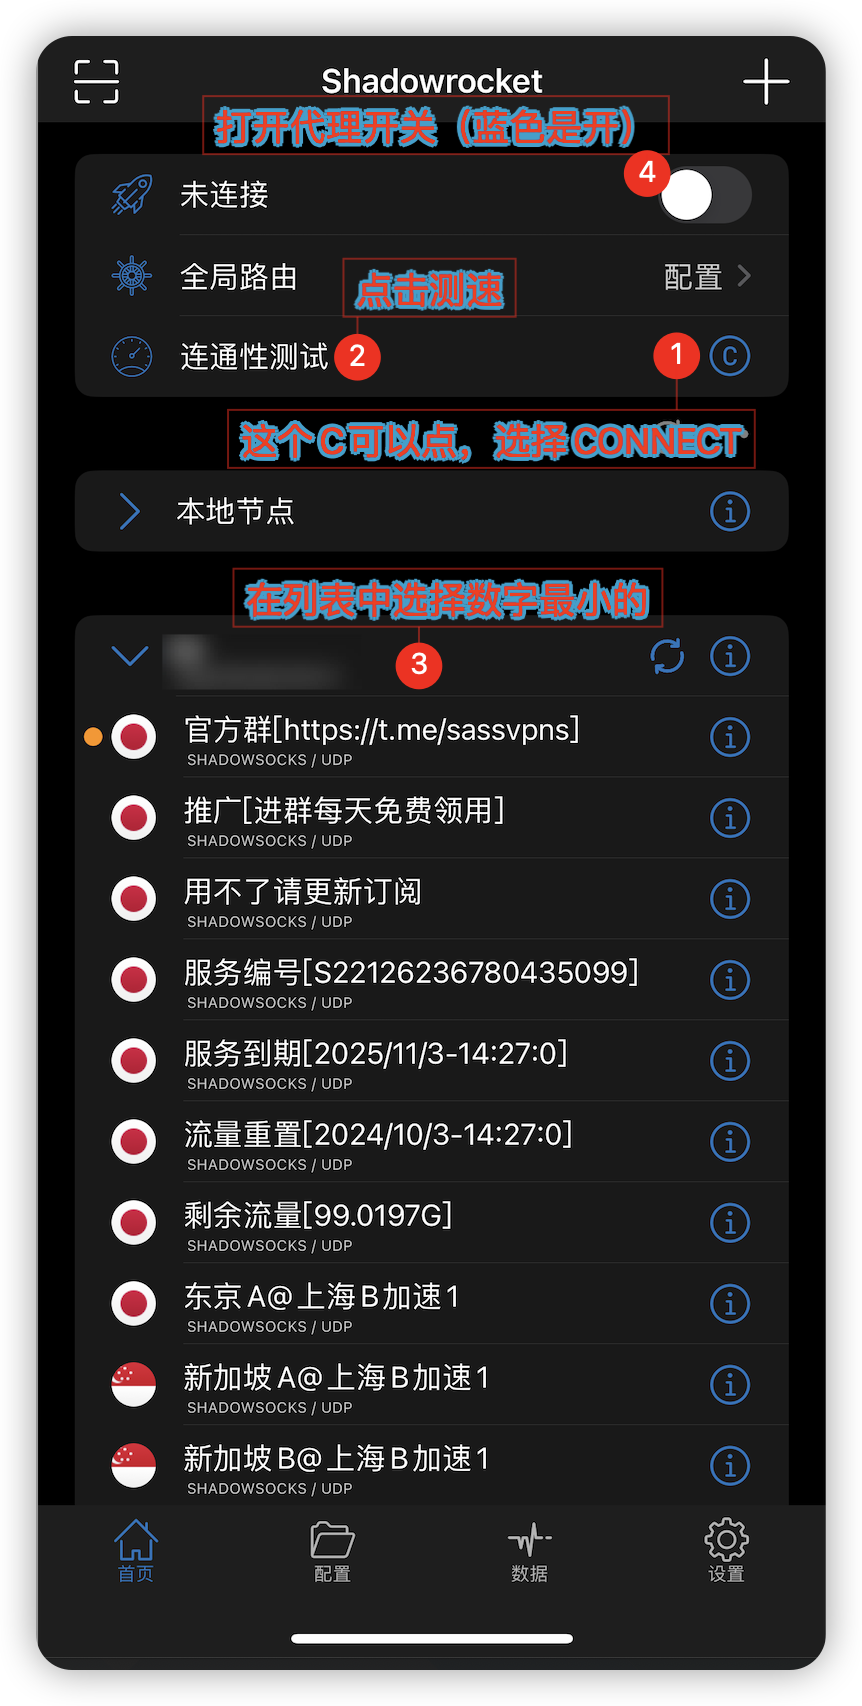 Shadowrocket
打开代理开关（蓝色是开）
未连接
4
全局路由
点击测速
配置
连通性测试
2
1
C
这个C可以点，选择CONNECT
本地节点
在列表中选择数字最小的
3
官方群[https://t.me/sassvpns]
SHADOWSOCKS / UDP
推广[进群每天免费领用]
SHADOWSOCKS / UDP
用不了请更新订阅
SHADOWSOCKS / UDP
服务编号[S22126236780435099]
SHADOWSOCKS / UDP
服务到期[2025/11/3-14:27:0]
SHADOWSOCKS / UDP
流量重置[2024/10/3-14:27:0]
SHADOWSOCKS / UDP
剩余流量[99.0197G]
SHADOWSOCKS / UDP
东京A@上海B加速1
SHADOWSOCKS / UDP
新加坡A@上海B加速1
SHADOWSOCKS / UDP
新加坡B@上海B加速1
SHADOWSOCKS / UDP
首页
配置
数据
设置